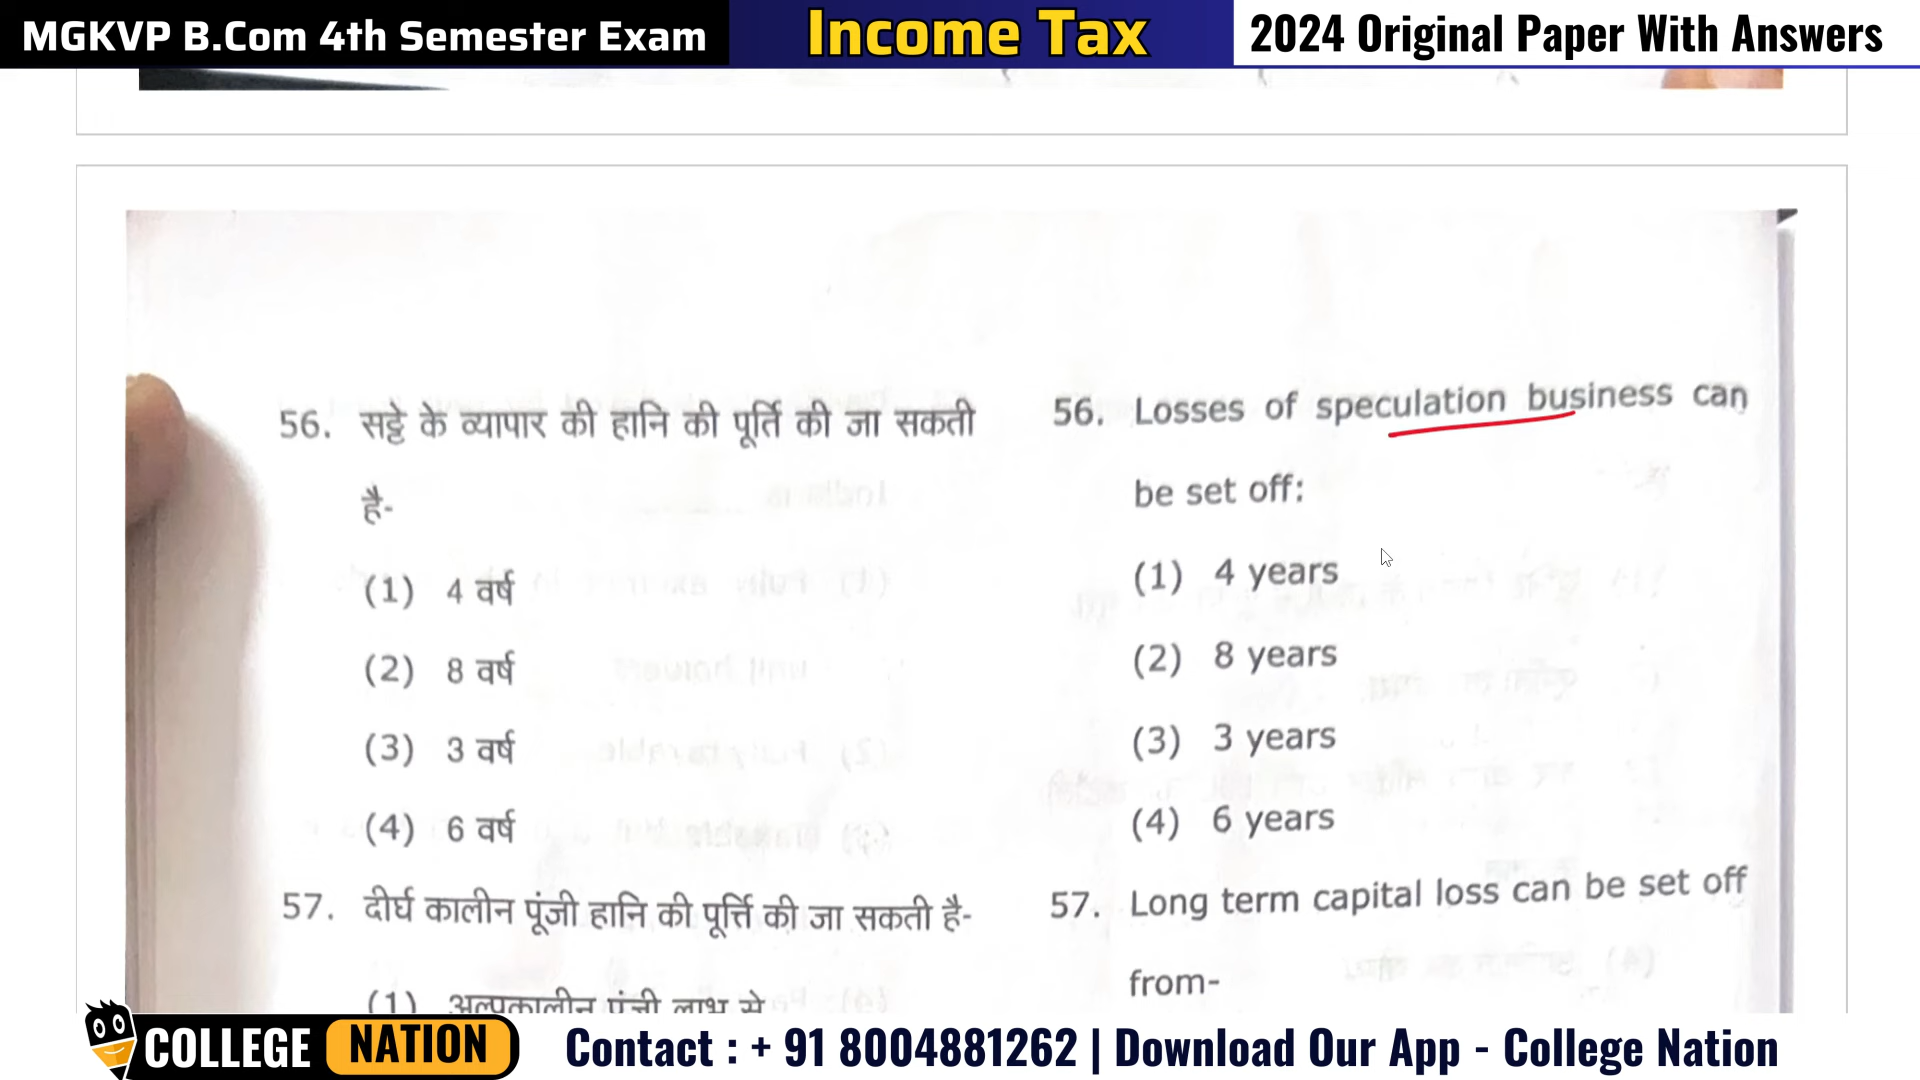 MGKVP B.Com 4th Semester Exam
Income Tax
2024 Original Paper With Answers
56. सट्टे के व्यापार की हानि की पूर्ति की जा सकती
है-
(1) 4 वर्ष
(2) 8 वर्ष
(3) 3 वर्ष
(4) 6 वर्ष
57. दीर्घ कालीन पूंजी हानि की पूर्त्ति की जा सकती है-
(1) अल्पकालीन पूंजी लाभ से
56. Losses of speculation business can
be set off:
(1) 4 years
(2) 8 years
(3) 3 years
(4) 6 years
57. Long term capital loss can be set off
from-
COLLEGE NATION
Contact : + 91 8004881262 | Download Our App - College Nation